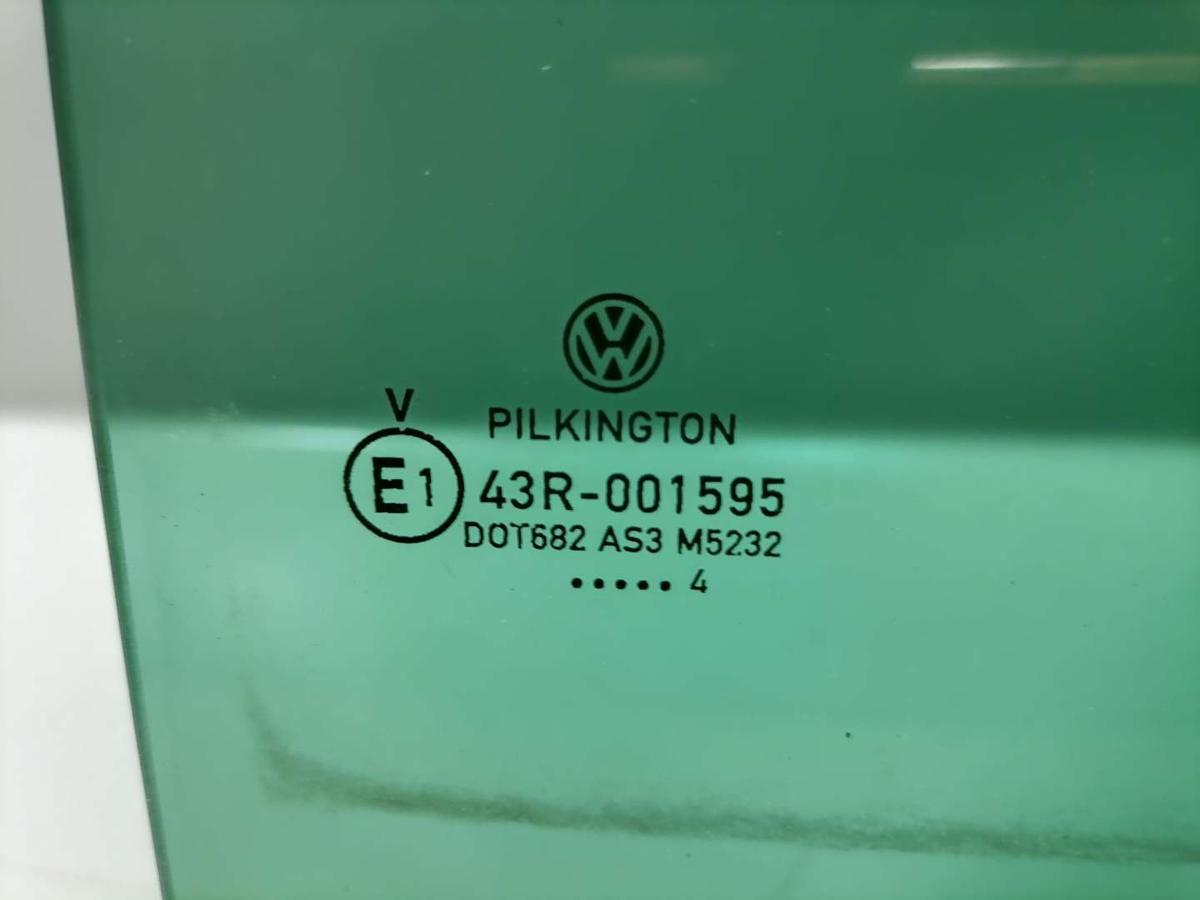 V
PILKINGTON
E1 43R-001595
DOT682 AS3 M5232
••••• 4